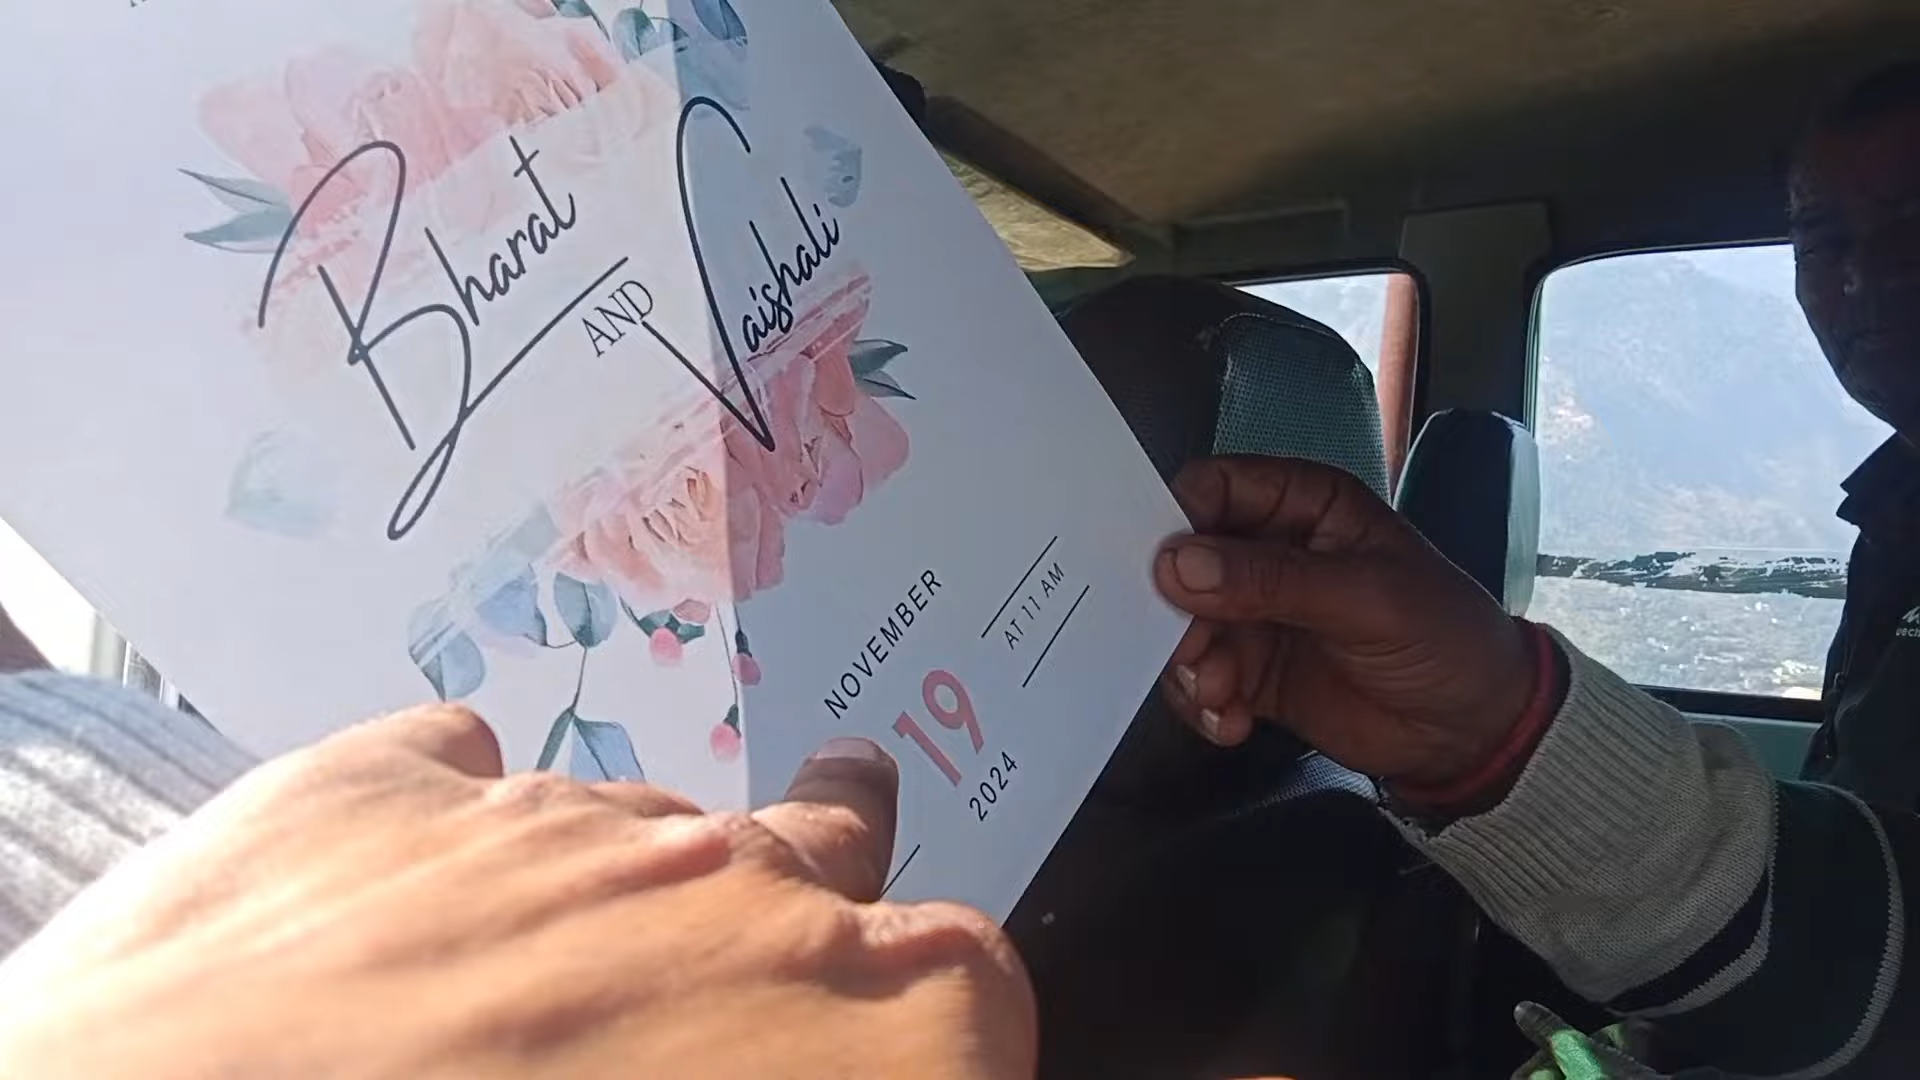 Bharat
AND
Vaishali
NOVEMBER
19
2024
AT 11 AM